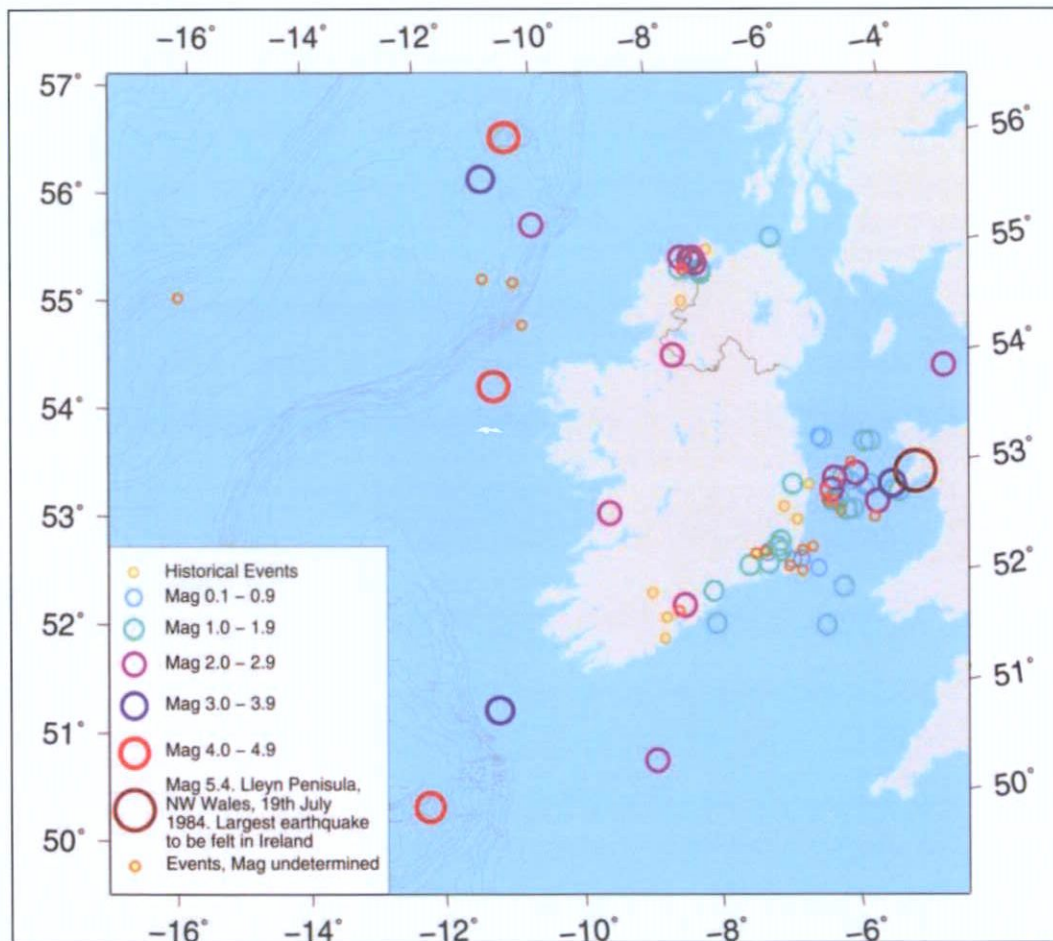 −16° −14° −12° −10° −8° −6° −4°
57°
56°
55°
54°
53°
52°
51°
50°
56°
55°
54°
53°
52°
51°
50°
Historical Events
Mag 0.1 – 0.9
Mag 1.0 – 1.9
Mag 2.0 – 2.9
Mag 3.0 – 3.9
Mag 4.0 – 4.9
Mag 5.4. Lleyn Penisula,
NW Wales, 19th July
1984. Largest earthquake
to be felt in Ireland
Events, Mag undetermined
−16° −14° −12° −10° −8° −6°